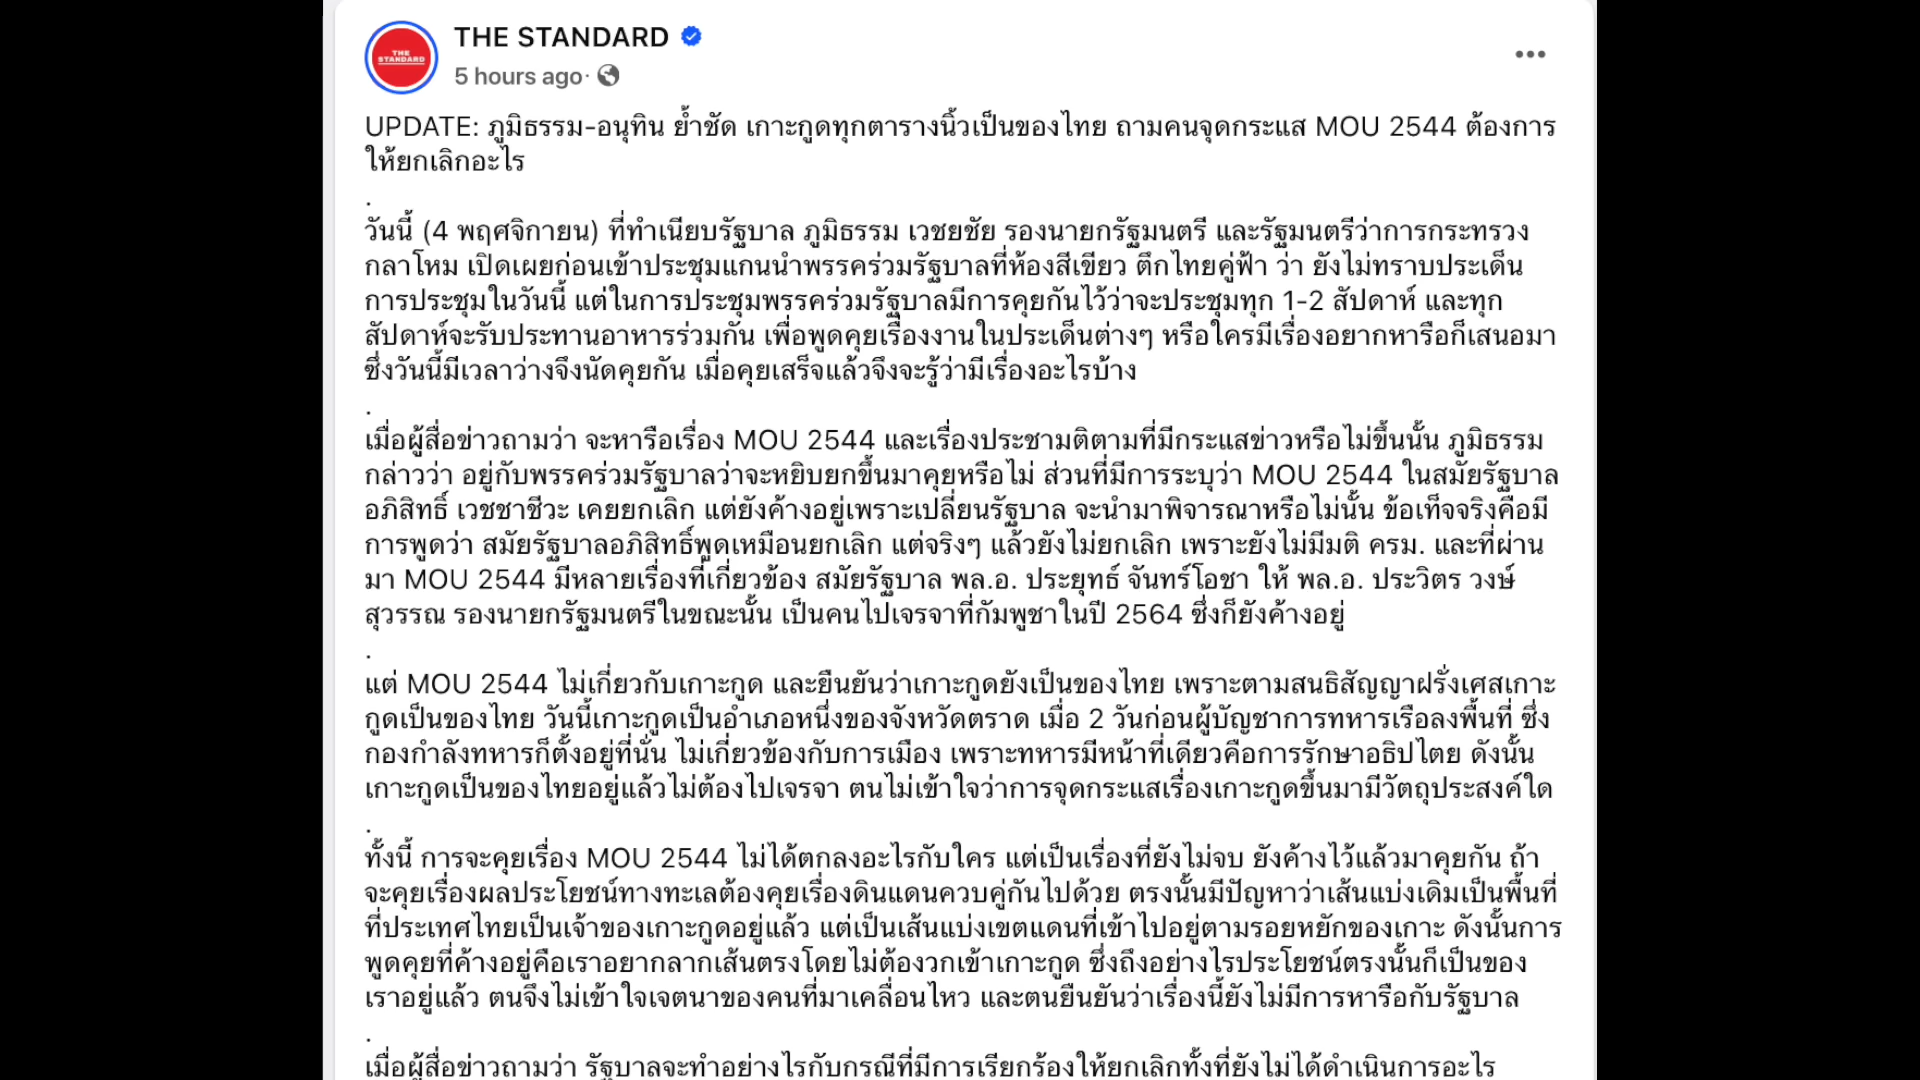 THE STANDARD
THE
STANDARD
5 hours ago·
UPDATE: ภูมิธรรม-อนุทิน ย้ำชัด เกาะกูดทุกตารางนิ้วเป็นของไทย ถามคนจุดกระแส MOU 2544 ต้องการ
ให้ยกเลิกอะไร
.
วันนี้ (4 พฤศจิกายน) ที่ทำเนียบรัฐบาล ภูมิธรรม เวชยชัย รองนายกรัฐมนตรี และรัฐมนตรีว่าการกระทรวง
กลาโหม เปิดเผยก่อนเข้าประชุมแกนนำพรรคร่วมรัฐบาลที่ห้องสีเขียว ตึกไทยคู่ฟ้า ว่า ยังไม่ทราบประเด็น
การประชุมในวันนี้ แต่ในการประชุมพรรคร่วมรัฐบาลมีการคุยกันไว้ว่าจะประชุมทุก 1-2 สัปดาห์ และทุก
สัปดาห์จะรับประทานอาหารร่วมกัน เพื่อพูดคุยเรื่องงานในประเด็นต่างๆ หรือใครมีเรื่องอยากหารือก็เสนอมา
ซึ่งวันนี้มีเวลาว่างจึงนัดคุยกัน เมื่อคุยเสร็จแล้วจึงจะรู้ว่ามีเรื่องอะไรบ้าง
.
เมื่อผู้สื่อข่าวถามว่า จะหารือเรื่อง MOU 2544 และเรื่องประชามติตามที่มีกระแสข่าวหรือไม่ขึ้นนั้น ภูมิธรรม
กล่าวว่า อยู่กับพรรคร่วมรัฐบาลว่าจะหยิบยกขึ้นมาคุยหรือไม่ ส่วนที่มีการระบุว่า MOU 2544 ในสมัยรัฐบาล
อภิสิทธิ์ เวชชาชีวะ เคยยกเลิก แต่ยังค้างอยู่เพราะเปลี่ยนรัฐบาล จะนำมาพิจารณาหรือไม่นั้น ข้อเท็จจริงคือมี
การพูดว่า สมัยรัฐบาลอภิสิทธิ์พูดเหมือนยกเลิก แต่จริงๆ แล้วยังไม่ยกเลิก เพราะยังไม่มีมติ ครม. และที่ผ่าน
มา MOU 2544 มีหลายเรื่องที่เกี่ยวข้อง สมัยรัฐบาล พล.อ. ประยุทธ์ จันทร์โอชา ให้ พล.อ. ประวิตร วงษ์
สุวรรณ รองนายกรัฐมนตรีในขณะนั้น เป็นคนไปเจรจาที่กัมพูชาในปี 2564 ซึ่งก็ยังค้างอยู่
.
แต่ MOU 2544 ไม่เกี่ยวกับเกาะกูด และยืนยันว่าเกาะกูดยังเป็นของไทย เพราะตามสนธิสัญญาฝรั่งเศสเกาะ
กูดเป็นของไทย วันนี้เกาะกูดเป็นอำเภอหนึ่งของจังหวัดตราด เมื่อ 2 วันก่อนผู้บัญชาการทหารเรือลงพื้นที่ ซึ่ง
กองกำลังทหารก็ตั้งอยู่ที่นั่น ไม่เกี่ยวข้องกับการเมือง เพราะทหารมีหน้าที่เดียวคือการรักษาอธิปไตย ดังนั้น
เกาะกูดเป็นของไทยอยู่แล้วไม่ต้องไปเจรจา ตนไม่เข้าใจว่าการจุดกระแสเรื่องเกาะกูดขึ้นมามีวัตถุประสงค์ใด
.
ทั้งนี้ การจะคุยเรื่อง MOU 2544 ไม่ได้ตกลงอะไรกับใคร แต่เป็นเรื่องที่ยังไม่จบ ยังค้างไว้แล้วมาคุยกัน ถ้า
จะคุยเรื่องผลประโยชน์ทางทะเลต้องคุยเรื่องดินแดนควบคู่กันไปด้วย ตรงนั้นมีปัญหาว่าเส้นแบ่งเดิมเป็นพื้นที่
ที่ประเทศไทยเป็นเจ้าของเกาะกูดอยู่แล้ว แต่เป็นเส้นแบ่งเขตแดนที่เข้าไปอยู่ตามรอยหยักของเกาะ ดังนั้นการ
พูดคุยที่ค้างอยู่คือเราอยากลากเส้นตรงโดยไม่ต้องวกเข้าเกาะกูด ซึ่งถึงอย่างไรประโยชน์ตรงนั้นก็เป็นของ
เราอยู่แล้ว ตนจึงไม่เข้าใจเจตนาของคนที่มาเคลื่อนไหว และตนยืนยันว่าเรื่องนี้ยังไม่มีการหารือกับรัฐบาล
.
เมื่อผู้สื่อข่าวถามว่า รัฐบาลจะทำอย่างไรกับกรณีที่มีการเรียกร้องให้ยกเลิกทั้งที่ยังไม่ได้ดำเนินการอะไร